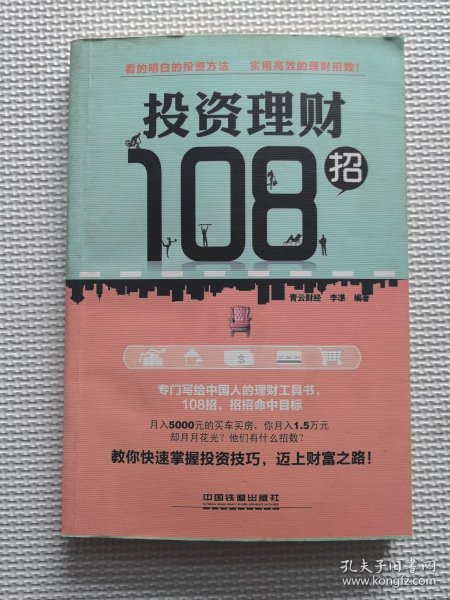 看的明白的投资方法 实用高效的理财招数！
投资理财
108招
青云财经 李準 编著
专门写给中国人的理财工具书，
108招，招招命中目标
月入5000元的买车买房，你月入1.5万元
却月月花光？他们有什么招数？
教你快速掌握投资技巧，迈上财富之路！
中国铁道出版社
CHINA RAILWAY PUBLISHING HOUSE
孔夫子旧书网
www.kongfz.com